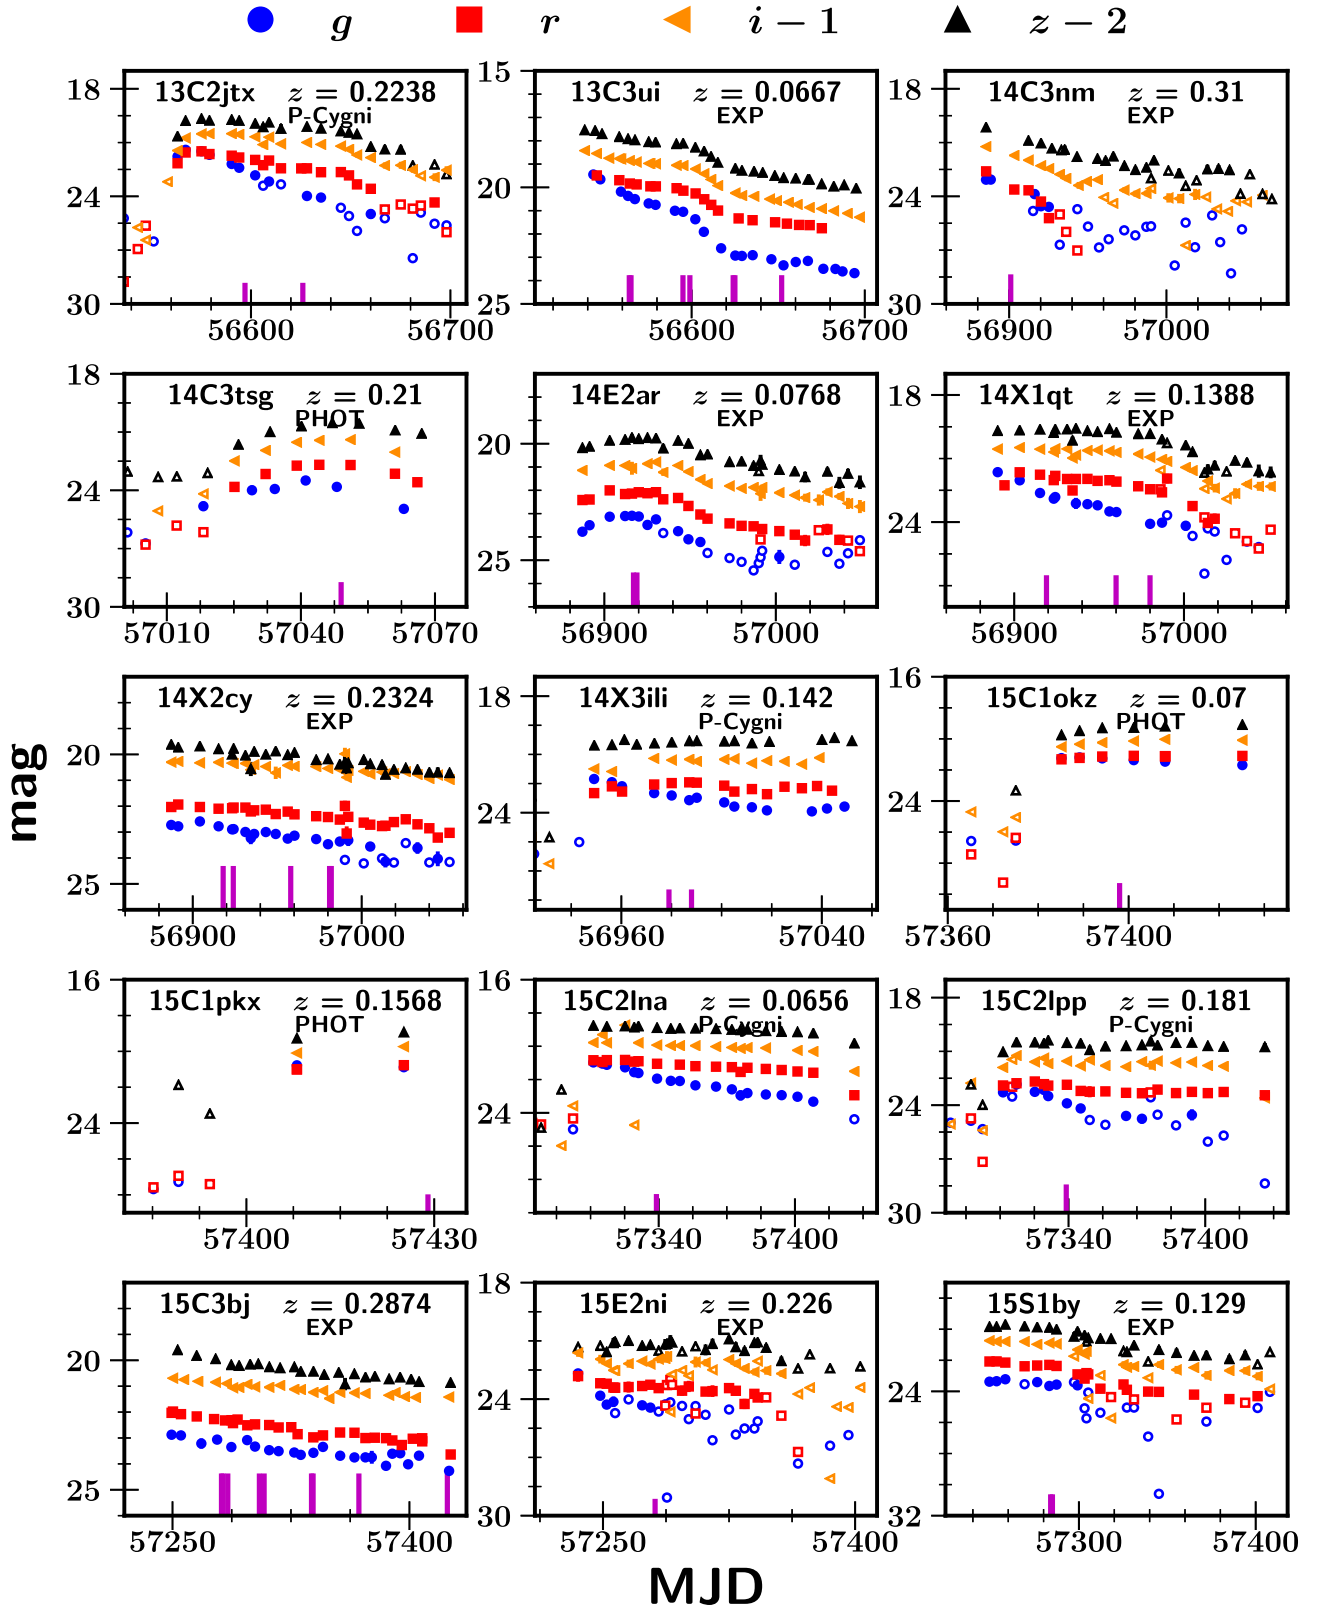 g r i − 1 z − 2
18 13C2jtx z = 0.2238 15 13C3ui z = 0.0667 18 14C3nm z = 0.31
P-Cygni EXP EXP
24 20 24
30 25 30
56600 56700 56600 56700 56900 57000
18 14C3tsg z = 0.21 14E2ar z = 0.0768 18 14X1qt z = 0.1388
PHOT EXP EXP
24 20 24
30 25
57010 57040 57070 56900 57000 56900 57000
14X2cy z = 0.2324 18 14X3ili z = 0.142 16 15C1okz z = 0.07
EXP P-Cygni PHOT
20 24 24
25
56900 57000 56960 57040 57360 57400
mag
16 15C1pkx z = 0.1568 16 15C2lna z = 0.0656 18 15C2lpp z = 0.181
PHOT P-Cygni P-Cygni
24 24 24
30
57400 57430 57340 57400 57340 57400
15C3bj z = 0.2874 18 15E2ni z = 0.226 15S1by z = 0.129
EXP EXP EXP
20 24 24
25 30 32
57250 57400 57250 57400 57300 57400
MJD